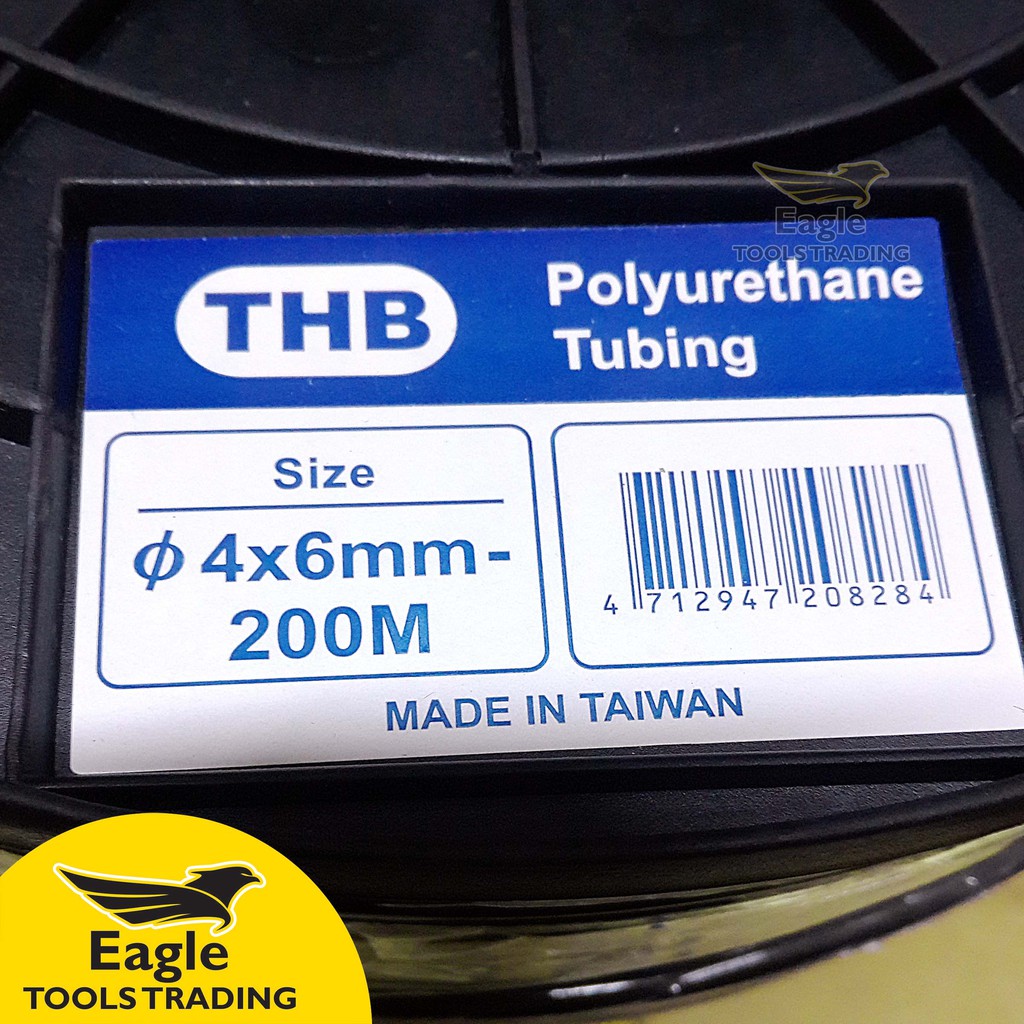 Eagle
TOOLS TRADING
THB
Polyurethane
Tubing
Size
ϕ 4x6mm-
200M
4 712947 208284
MADE IN TAIWAN
Eagle
TOOLS TRADING